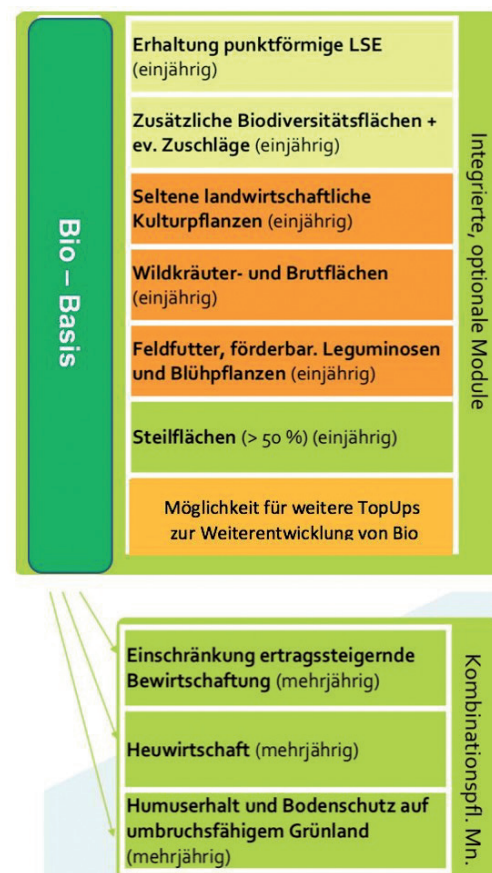 Bio – Basis
Erhaltung punktförmige LSE
(einjährig)
Zusätzliche Biodiversitätsflächen +
ev. Zuschläge (einjährig)
Seltene landwirtschaftliche
Kulturpflanzen (einjährig)
Wildkräuter- und Brutflächen
(einjährig)
Feldfutter, förderbar. Leguminosen
und Blühpflanzen (einjährig)
Steilflächen (> 50 %) (einjährig)
Möglichkeit für weitere TopUps
zur Weiterentwicklung von Bio
Integrierte, optionale Module
Einschränkung ertragssteigernde
Bewirtschaftung (mehrjährig)
Heuwirtschaft (mehrjährig)
Humuserhalt und Bodenschutz auf
umbruchsfähigem Grünland
(mehrjährig)
Kombinationspfl. Mn.